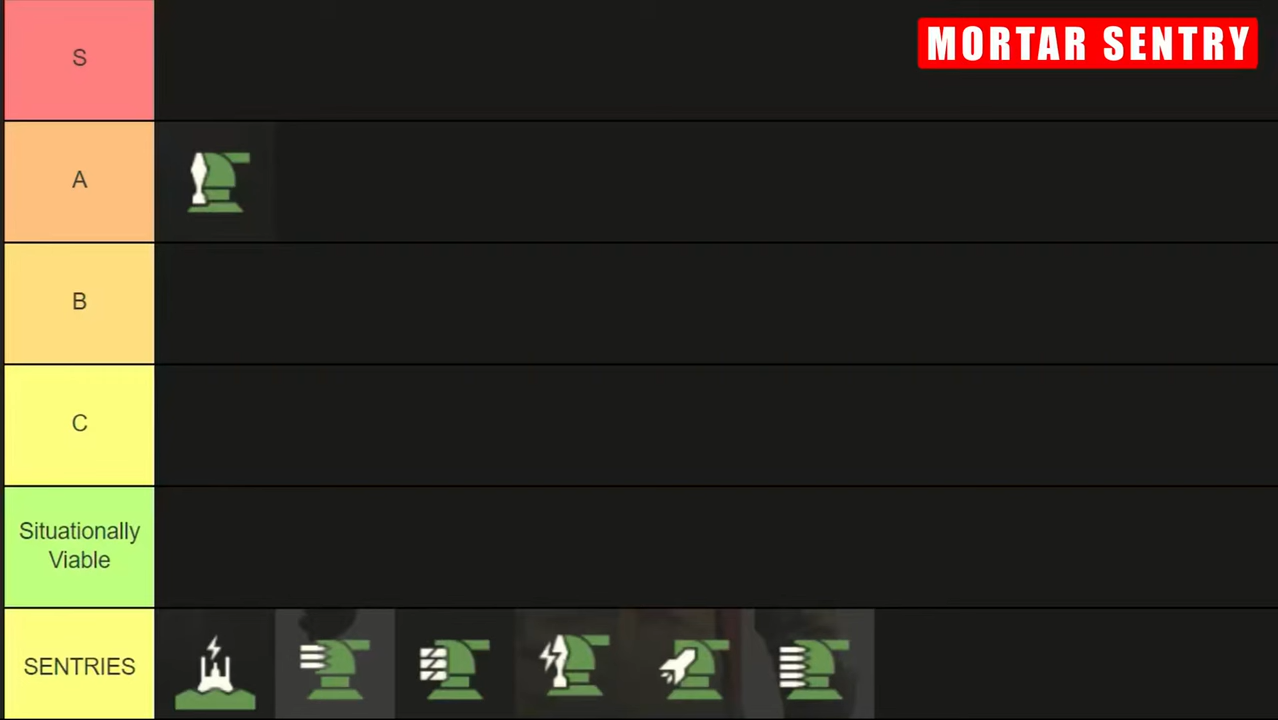 S
MORTAR SENTRY
A
B
C
Situationally
Viable
SENTRIES